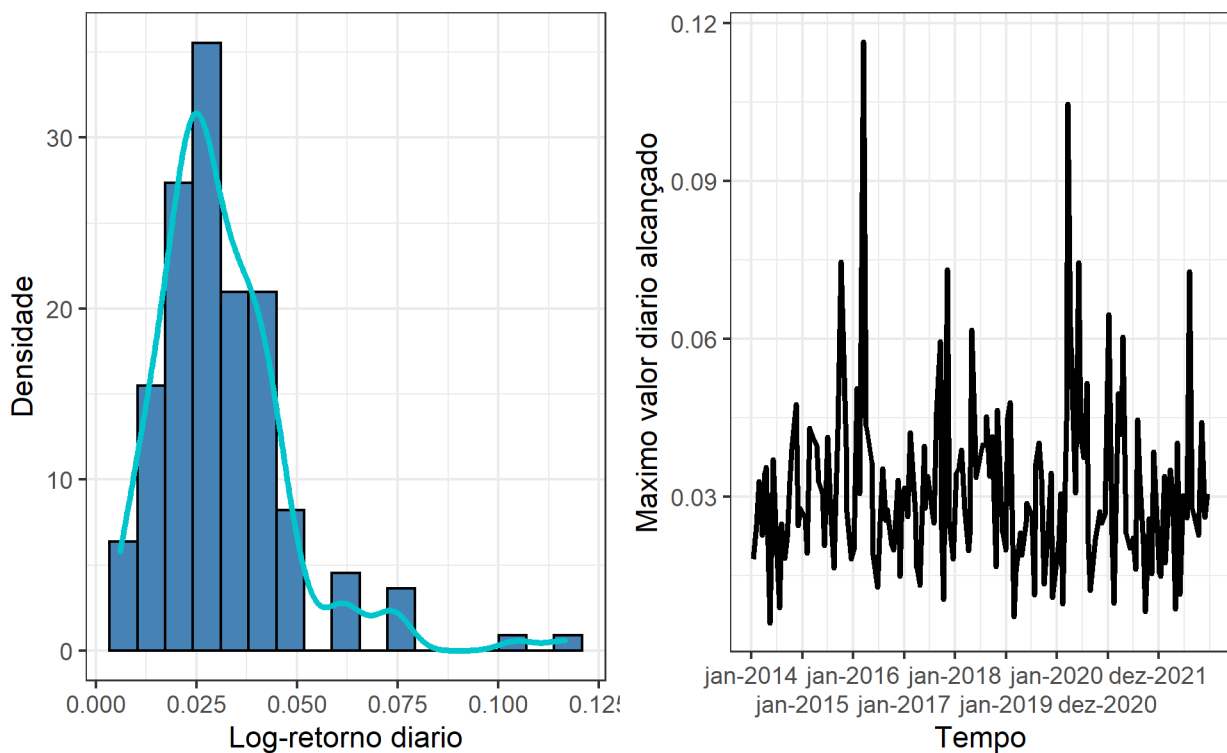 Densidade
30
20
10
0
0.000 0.025 0.050 0.075 0.100 0.125
Log-retorno diario
Maximo valor diario alcançado
0.12
0.09
0.06
0.03
jan-2014 jan-2016 jan-2018 jan-2020 dez-2021
jan-2015 jan-2017 jan-2019 dez-2020
Tempo